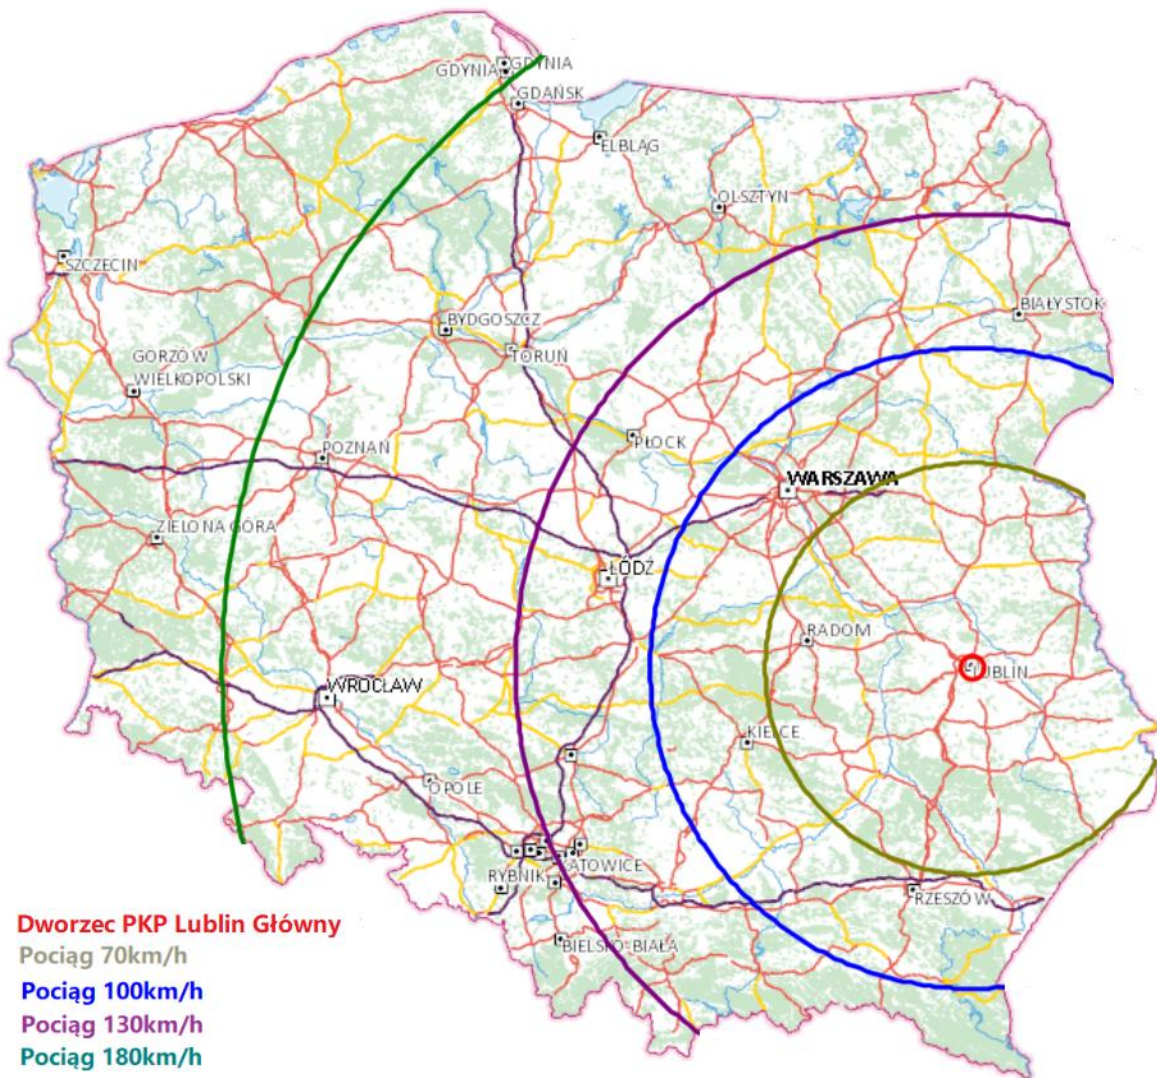 GDYNIA
GDYNIA
GDAŃSK
ELBLĄG
OLSZTYN
SZCZECIN
BIAŁYSTOK
BYDGOSZCZ
TORUŃ
GORZÓW
WIELKOPOLSKI
PŁOCK
POZNAŃ
WARSZAWA
ZIELONA GÓRA
ŁÓDŹ
RADOM
LUBLIN
WROCŁAW
KIELCE
OPOLE
KATOWICE
RYBNIK
RZESZÓW
BIELSKO-BIAŁA
Dworzec PKP Lublin Główny
Pociąg 70km/h
Pociąg 100km/h
Pociąg 130km/h
Pociąg 180km/h